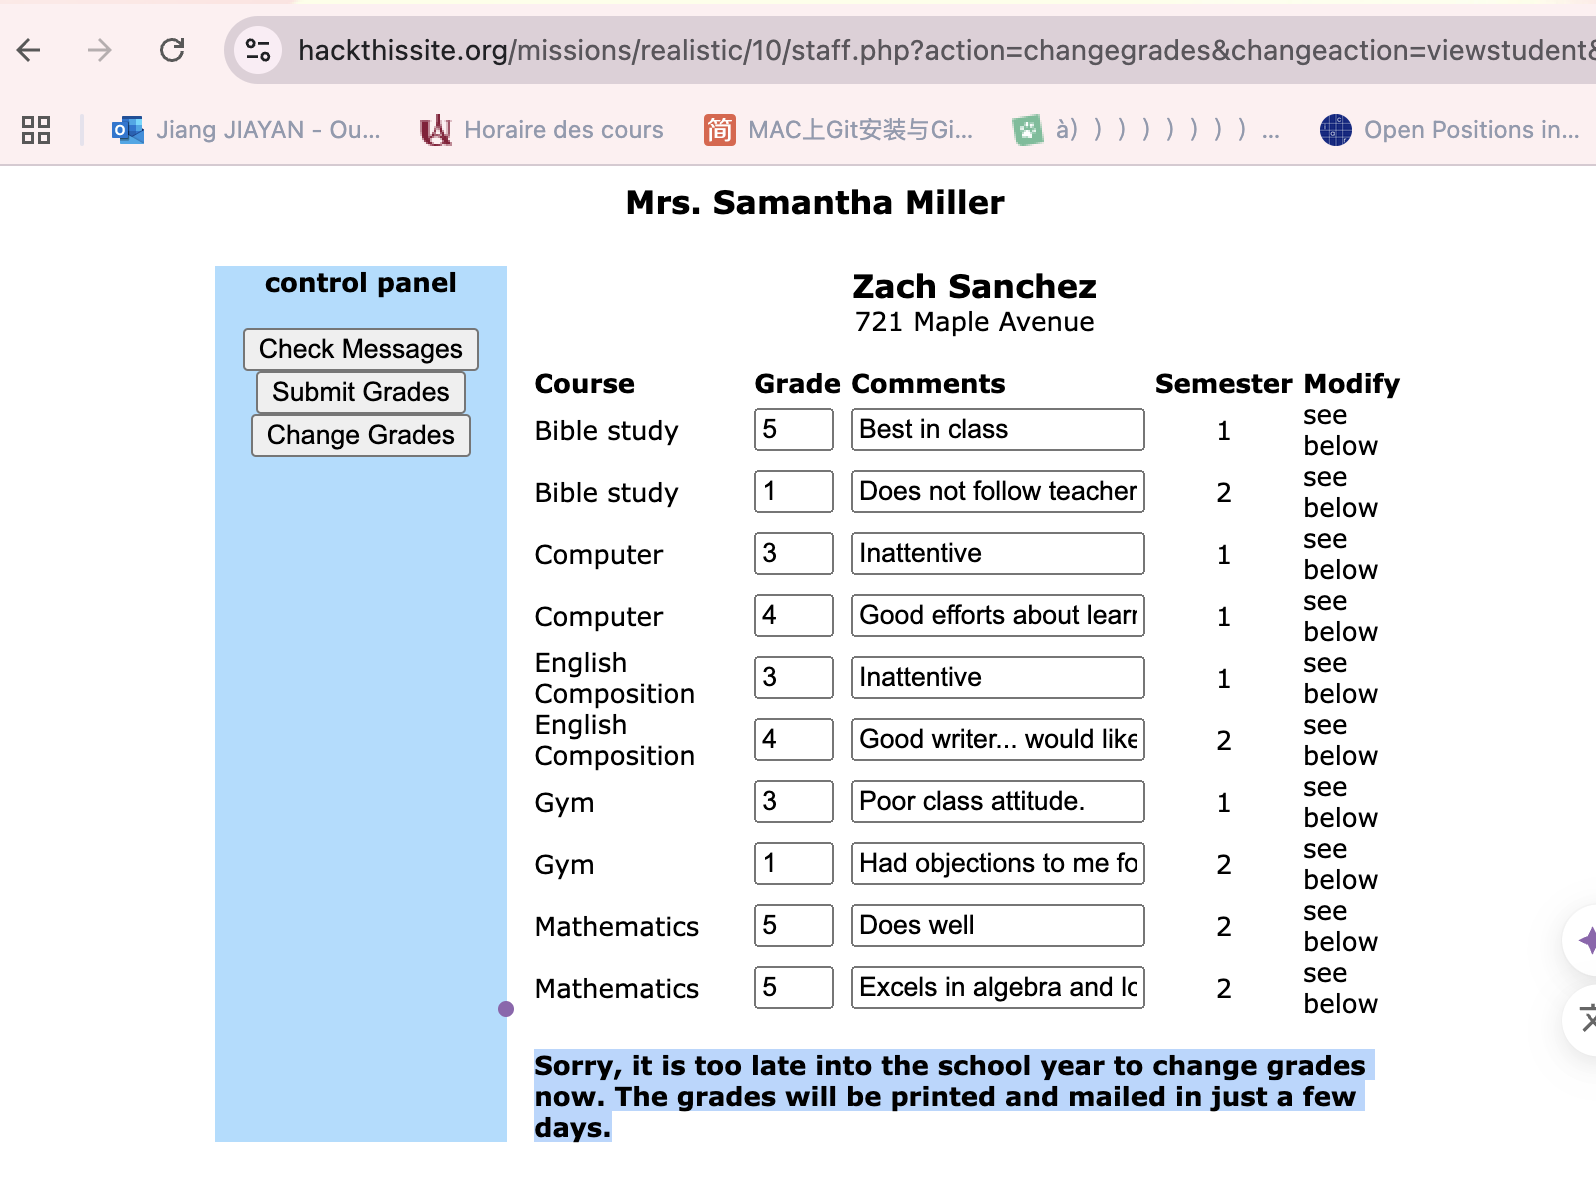 hackthissite.org/missions/realistic/10/staff.php?action=changegrades&changeaction=viewstudent&
Jiang JIAYAN - Ou...
Horaire des cours
简 MAC上Git安装与Gi...
à) ) ) ) ) ) ) ) ...
Open Positions in...
Mrs. Samantha Miller
control panel
Check Messages
Submit Grades
Change Grades
Zach Sanchez
721 Maple Avenue
Course Grade Comments Semester Modify
Bible study 5 Best in class 1 see below
Bible study 1 Does not follow teacher 2 see below
Computer 3 Inattentive 1 see below
Computer 4 Good efforts about learn 1 see below
English Composition 3 Inattentive 1 see below
English Composition 4 Good writer... would like 2 see below
Gym 3 Poor class attitude. 1 see below
Gym 1 Had objections to me fo 2 see below
Mathematics 5 Does well 2 see below
Mathematics 5 Excels in algebra and lo 2 see below
Sorry, it is too late into the school year to change grades
now. The grades will be printed and mailed in just a few
days.